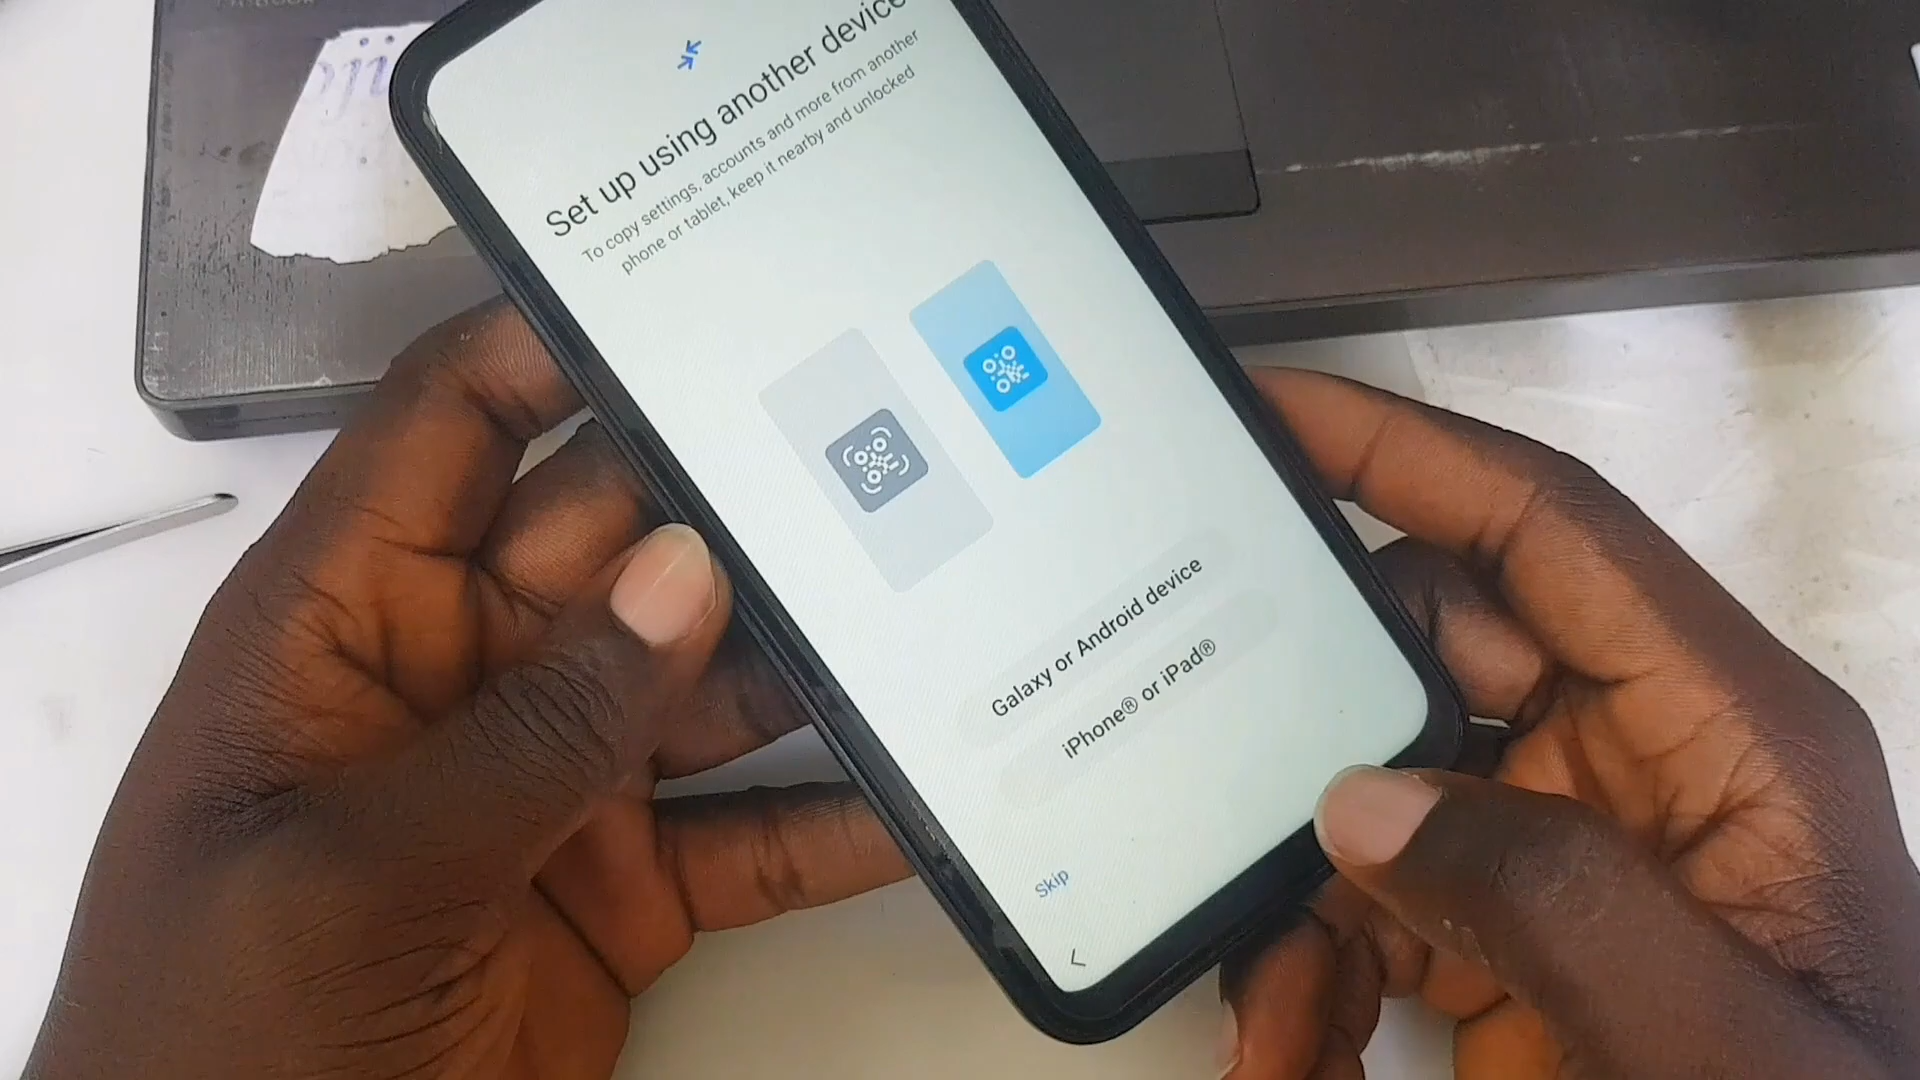 Set up using another device
To copy settings, accounts and more from another
phone or tablet, keep it nearby and unlocked
Galaxy or Android device
iPhone® or iPad®
Skip